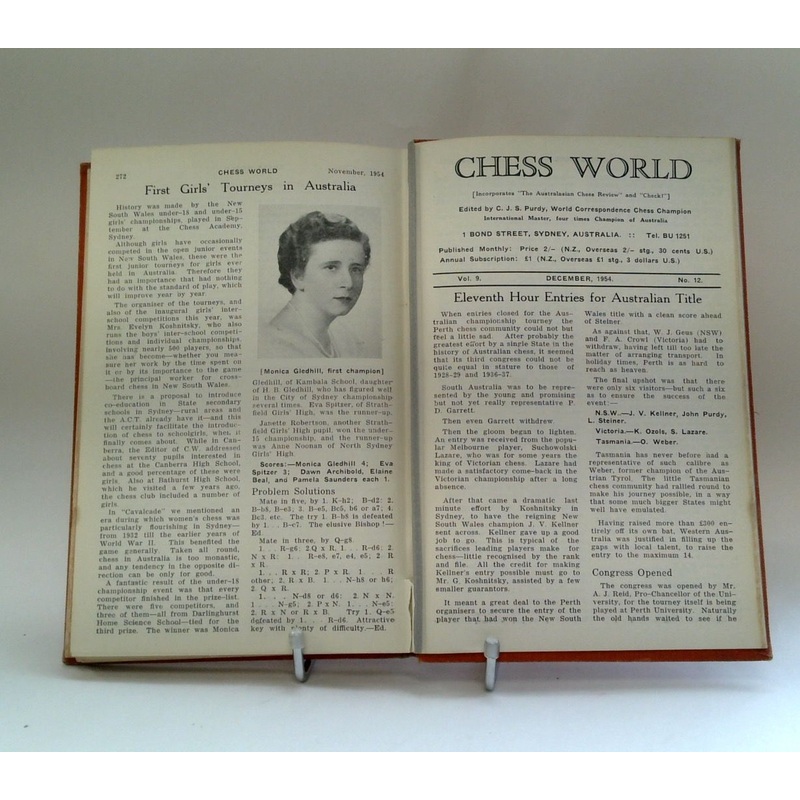 272
CHESS WORLD
November, 1954
First Girls' Tourneys in Australia
History was made by the New
South Wales under-18 and under-15
girls' championships, played in Sep-
tember at the Chess Academy,
Sydney.
Although girls have occasionally
competed in the open junior events
in New South Wales, these were the
first junior tourneys for girls ever
held in Australia. Therefore they
had an importance that had nothing
to do with the standard of play, which
will improve year by year.
The organiser of the tourneys, and
also of the inaugural girls' inter-
school competitions this year, was
Mrs. Evelyn Koshnitsky, who also
runs the boys' inter-school competi-
tions and individual championships,
involving nearly 500 players, so that
she has become—whether you mea-
sure her work by the time spent on
it or by its importance to the game
—the principal worker for cross-
board chess in New South Wales.
There is a proposal to introduce
co-education in State secondary
schools in Sydney—rural areas and
the A.C.T. already have it—and this
will certainly facilitate the introduc-
tion of chess to schoolgirls, when it
finally comes about. While in Can-
berra, the Editor of C.W. addressed
about seventy pupils interested in
chess at the Canberra High School,
and a good percentage of these were
girls. Also at Bathurst High School,
which he visited a few years ago,
the chess club included a number of
girls.
In "Cavalcade" we mentioned an
era during which women's chess was
particularly flourishing in Sydney—
from 1932 till the earlier years of
World War II. This benefited the
game generally. Taken all round,
chess in Australia is too monastic,
and any tendency in the opposite di-
rection can be only for good.
A fantastic result of the under-18
championship event was that every
competitor finished in the prize-list.
There were five competitors, and
three of them—all from Darlinghurst
Home Science School—tied for the
third prize. The winner was Monica
[Monica Gledhill, first champion]
Gledhill, of Kambala School, daughter
of H. B. Gledhill, who has figured well
in the City of Sydney championship
several times. Eva Spitzer, of Strath-
field Girls' High, was the runner-up.
Janette Robertson, another Strath-
field Girls' High pupil, won the under-
15 championship, and the runner-up
was Anne Noonan of North Sydney
Girls' High
Scores:—Monica Gledhill 4; Eva
Spitzer 3; Dawn Archibold, Elaine
Beal, and Pamela Saunders each 1.
Problem Solutions
Mate in five, by 1. K-h2; B-d2: 2.
B-h4, B-e3; 3. B-e5, Bc5, b6 or a7; 4.
Bc3, etc. The try 1. B-h6 is defeated
by 1. . B-c7. The elusive Bishop!—
Ed.
Mate in three, by Q-g8.
1. . . R-g6 2 Q x R, 1. . . R-d6 2.
N x R; 1. . . R-e8, e7, e4, e5; 2 R
x R.
1. . . R x R; 2. P x R. 1. . . R
other; 2. R x B. 1. . . N-h8 or h6;
2. Q x R.
1. . . N-d8 or d6: 2. N x N.
1. . . N-g5; 2. P x N. 1. . . N-e5;
2. R x N or R x B. Try 1. Q-e5
defeated by 1. . . R-d6. Attractive
key with plenty of difficulty.—Ed.
CHESS WORLD
[Incorporates "The Australasian Chess Review" and "Check!"]
Edited by C. J. S. Purdy, World Correspondence Chess Champion
International Master, four times Champion of Australia
1 BOND STREET, SYDNEY, AUSTRALIA. :: Tel. BU 1251
Published Monthly: Price 2/- (N.Z., Overseas 2/- stg., 30 cents U.S.)
Annual Subscription: £1 (N.Z., Overseas £1 stg., 3 dollars U.S.)
Vol. 9. DECEMBER, 1954. No. 12.
Eleventh Hour Entries for Australian Title
When entries closed for the Aus-
tralian championship tourney the
Perth chess community could not but
feel a little sad. After probably the
greatest effort by a single State in the
history of Australian chess, it seemed
that its third congress could not be
quite equal in stature to those of
1928-29 and 1936-37.
South Australia was to be repre-
sented by the young and promising
but not yet really representative P.
D. Garrett.
Then even Garrett withdrew
Then the gloom began to lighten.
An entry was received from the popu-
lar Melbourne player, Suchowolski
Lazare, who was for some years the
king of Victorian chess. Lazare had
made a satisfactory come-back in the
Victorian championship after a long
absence.
After that came a dramatic last
minute effort by Koshnitsky in
Sydney, to have the reigning New
South Wales champion J. V. Kellner
sent across. Kellner gave up a good
job to go. This is typical of the
sacrifices leading players make for
chess—little recognised by the rank
and file. All the credit for making
Kellner's entry possible must go to
Mr. G. Koshnitsky, assisted by a few
smaller guarantors.
It meant a great deal to the Perth
organisers to secure the entry of the
player that had won the New South
Wales title with a clean score ahead
of Steiner.
As against that, W. J. Geus (NSW)
and F. A. Crowl (Victoria) had to
withdraw, having left till too late the
matter of arranging transport. In
holiday times, Perth is as hard to
reach as heaven.
The final upshot was that there
were only six visitors—but such a six
as to ensure the success of the
event:—
N.S.W.—J. V. Kellner, John Purdy,
L. Steiner.
Victoria.—K. Ozols, S. Lazare.
Tasmania.—O. Weber.
Tasmania has never before had a
representative of such calibre as
Weber, former champion of the Aus-
trian Tyrol. The little Tasmanian
chess community had rallied round to
make his journey possible, in a way
that some much bigger States might
well have emulated.
Having raised more than £300 en-
tirely off its own bat, Western Aus-
tralia was justified in filling up the
gaps with local talent, to raise the
entry to the maximum 14.
Congress Opened
The congress was opened by Mr.
A. J. Reid, Pro-Chancellor of the Uni-
versity, for the tourney itself is being
played at Perth University. Naturally
the old hands waited to see if he